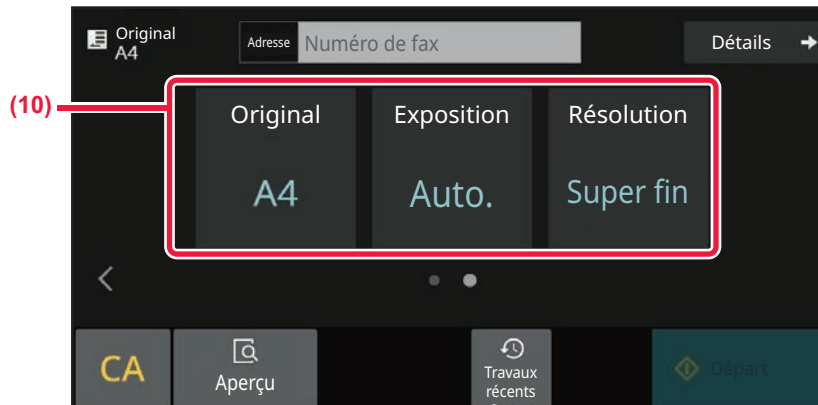 Original
A4
Adresse
Numéro de fax
Détails
(10)
Original
Exposition
Résolution
A4
Auto.
Super fin
CA
Aperçu
Travaux
récents
Départ